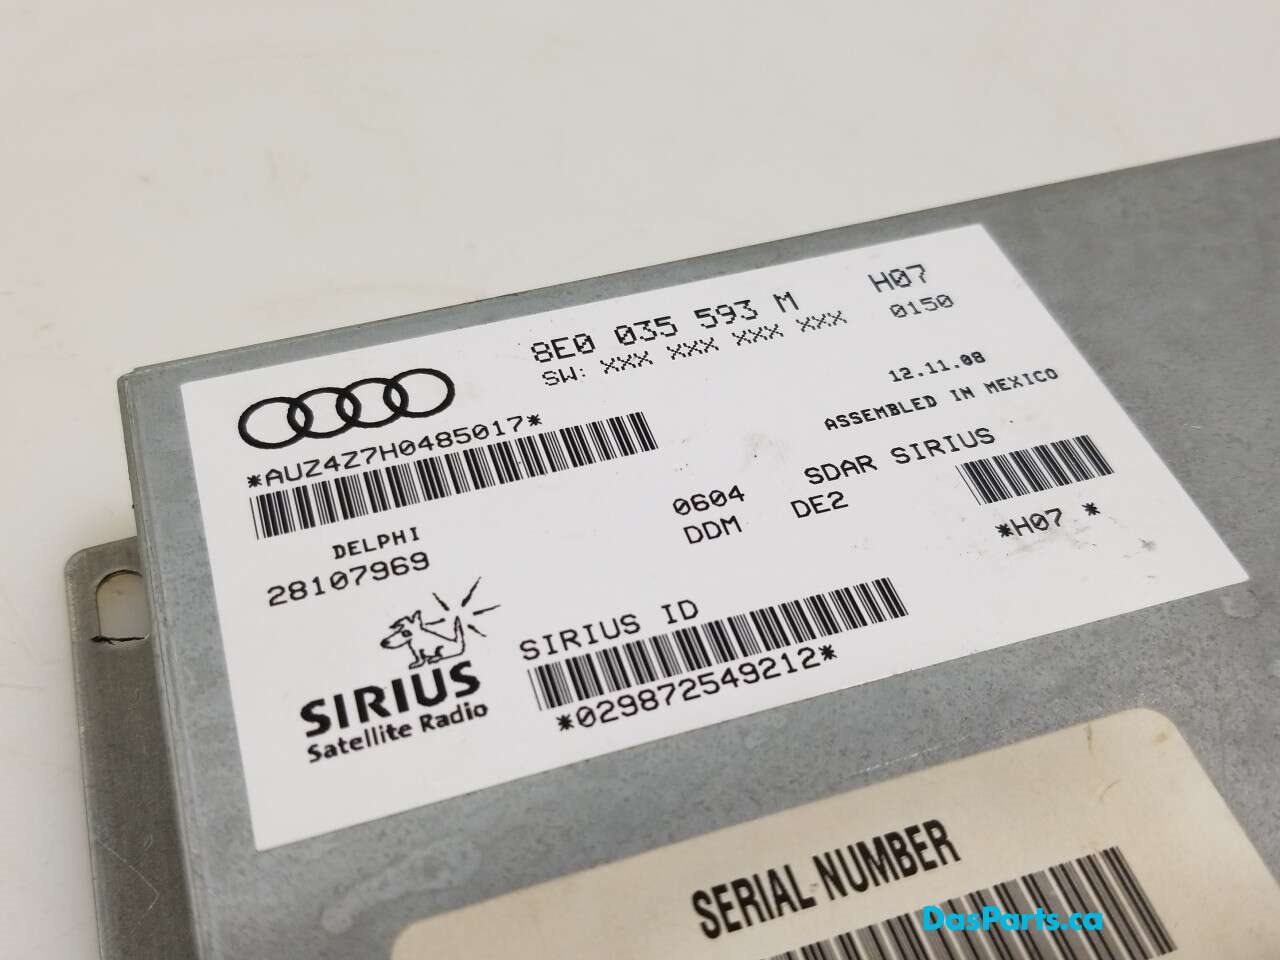 8E0 035 593 M H07
SW: XXX XXX XXX XXX 0150
*AUZ4Z7H0485017*
12.11.08
ASSEMBLED IN MEXICO
DELPHI
28107969
0604 SDAR SIRIUS
DDM DE2
*H07 *
SIRIUS
Satellite Radio
SIRIUS ID
*029872549212*
SERIAL NUMBER
DasParts.ca